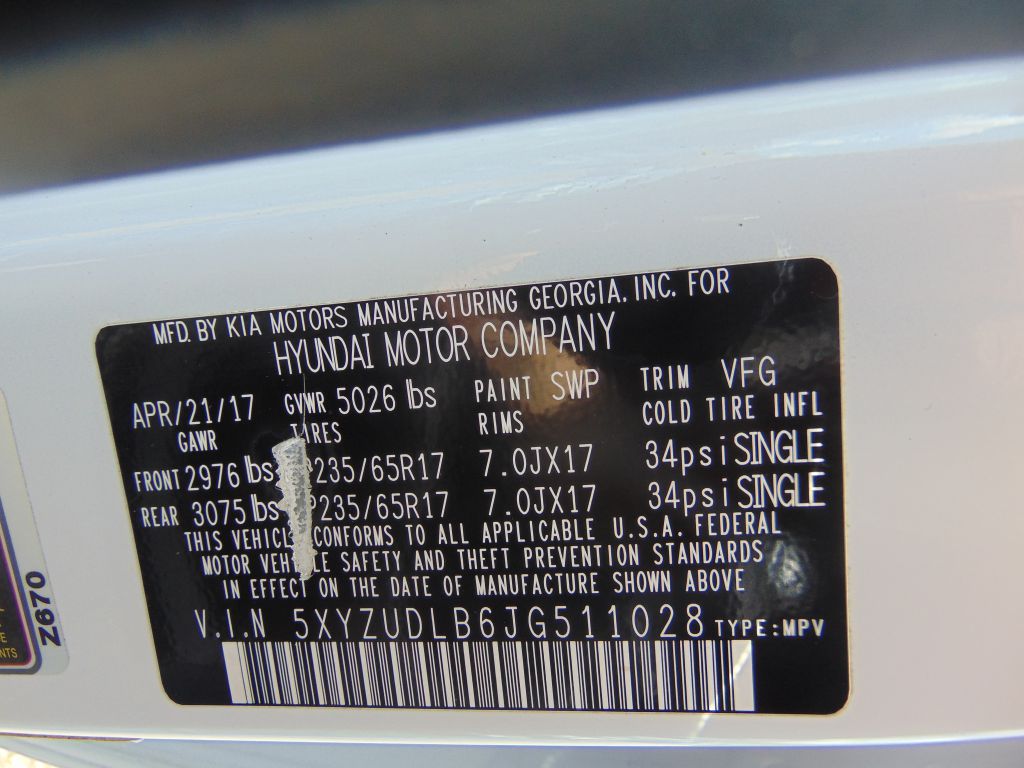 MFD. BY KIA MOTORS MANUFACTURING GEORGIA. INC. FOR
HYUNDAI MOTOR COMPANY
APR/21/17 GVWR 5026 lbs PAINT SWP TRIM VFG
GAWR TIRES RIMS COLD TIRE INFL
FRONT 2976 lbs P235/65R17 7.0JX17 34psi SINGLE
REAR 3075 lbs P235/65R17 7.0JX17 34psi SINGLE
THIS VEHICLE CONFORMS TO ALL APPLICABLE U.S.A. FEDERAL
MOTOR VEHICLE SAFETY AND THEFT PREVENTION STANDARDS
IN EFFECT ON THE DATE OF MANUFACTURE SHOWN ABOVE
V.I.N 5XYZUDLB6JG511028 TYPE:MPV
Z670